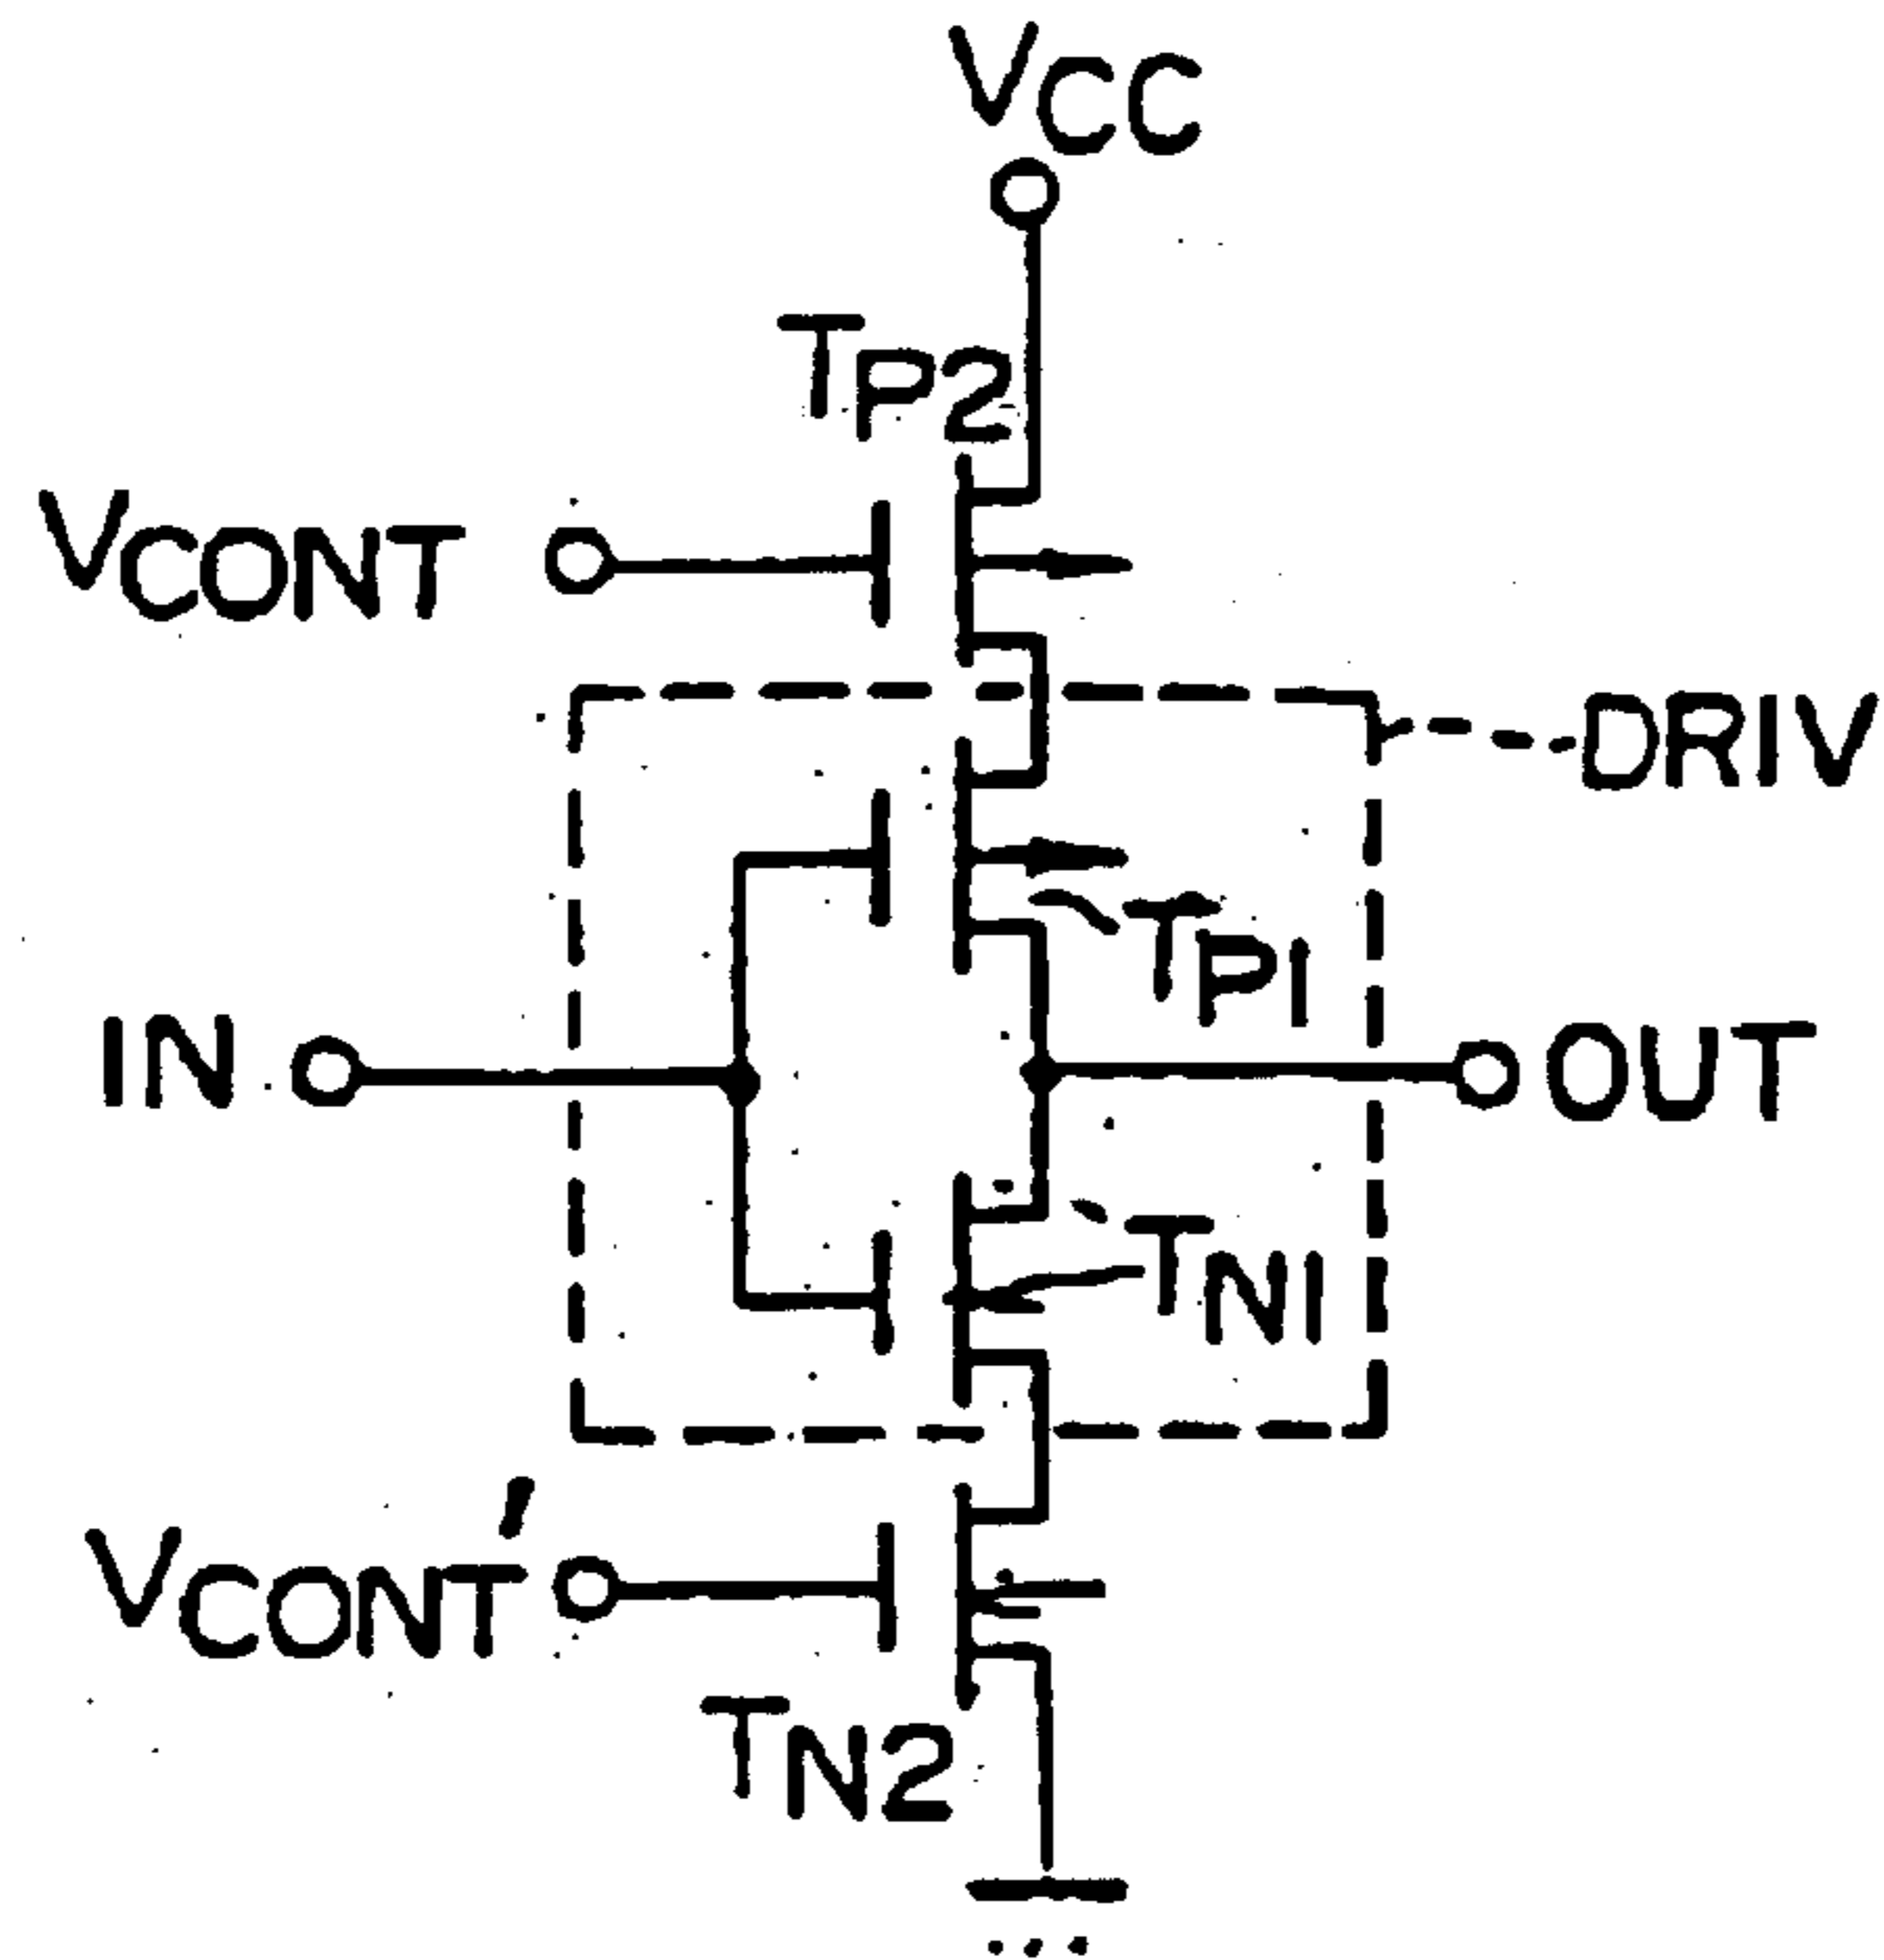 VCC
TP2
VCONT
DRIV
TP1
IN
OUT
TN1
VCONT'
TN2